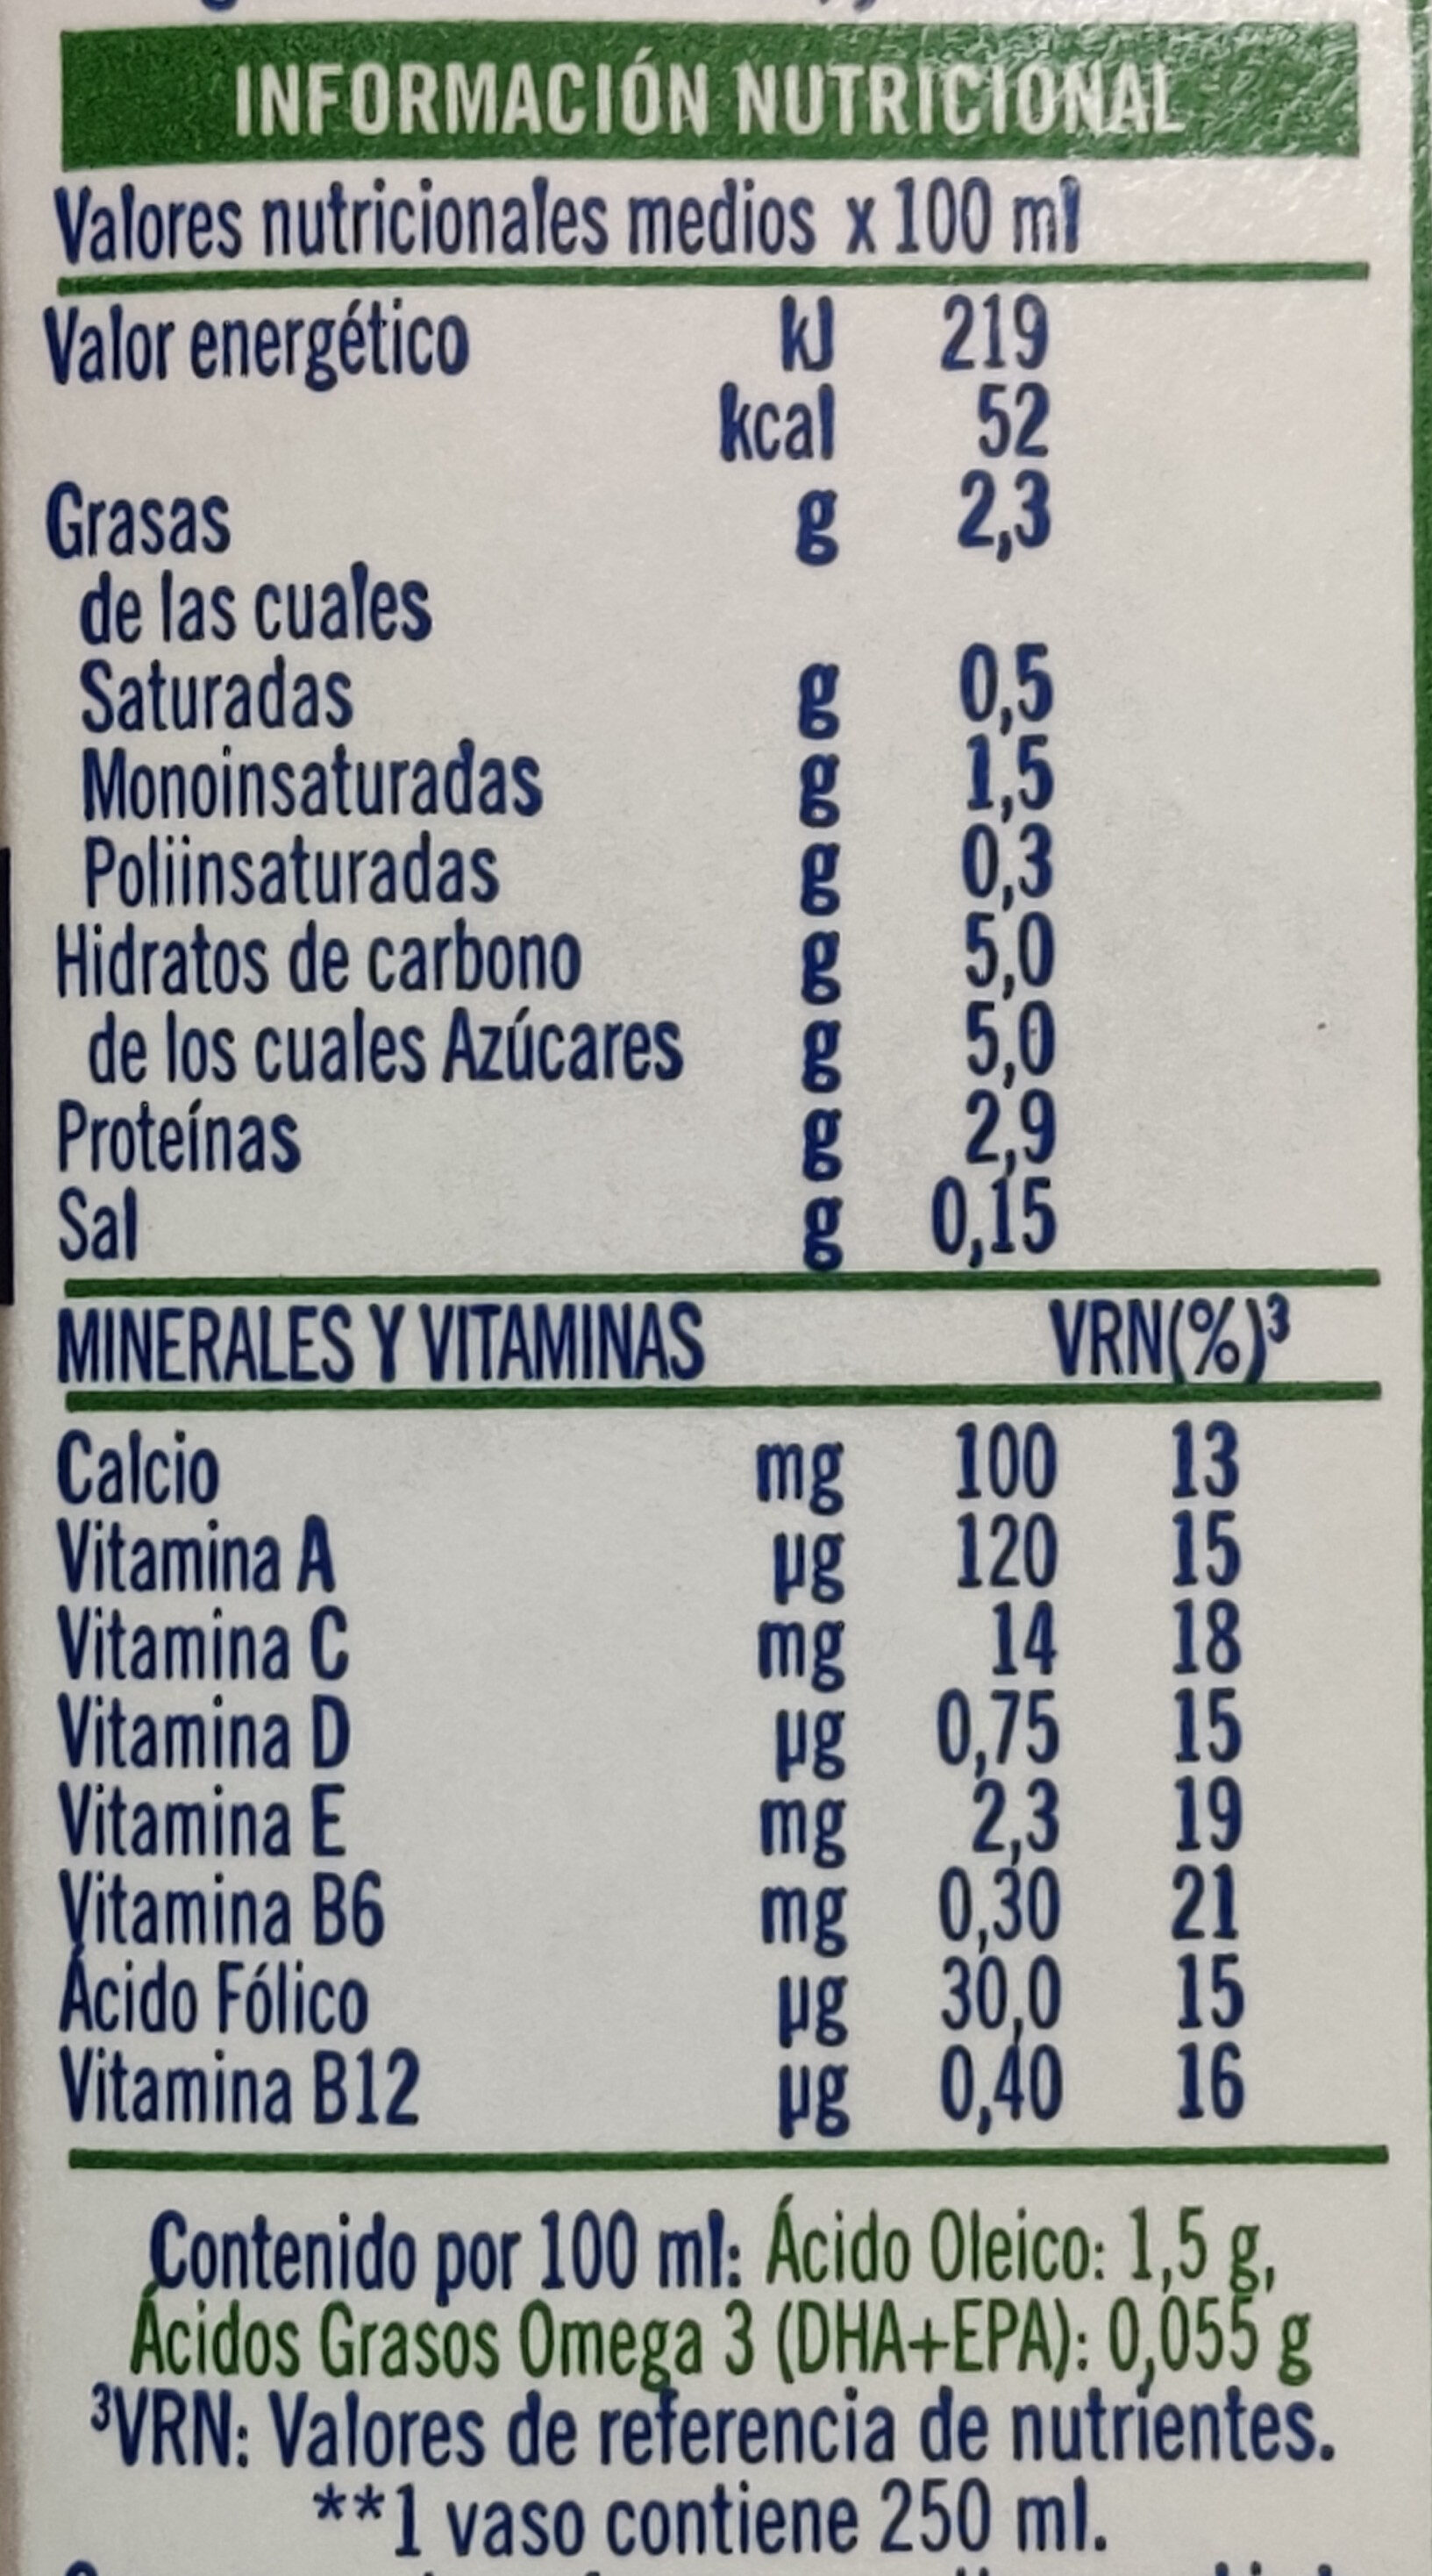 INFORMACIÓN NUTRICIONAL
Valores nutricionales medios x 100 ml
Valor energético kJ 219
kcal 52
Grasas g 2,3
de las cuales
Saturadas g 0,5
Monoinsaturadas g 1,5
Poliinsaturadas g 0,3
Hidratos de carbono g 5,0
de los cuales Azúcares g 5,0
Proteínas g 2,9
Sal g 0,15
MINERALES Y VITAMINAS VRN(%)³
Calcio mg 100 13
Vitamina A µg 120 15
Vitamina C mg 14 18
Vitamina D µg 0,75 15
Vitamina E mg 2,3 19
Vitamina B6 mg 0,30 21
Ácido Fólico µg 30,0 15
Vitamina B12 µg 0,40 16
Contenido por 100 ml: Ácido Oleico: 1,5 g,
Ácidos Grasos Omega 3 (DHA+EPA): 0,055 g
³VRN: Valores de referencia de nutrientes.
**1 vaso contiene 250 ml.